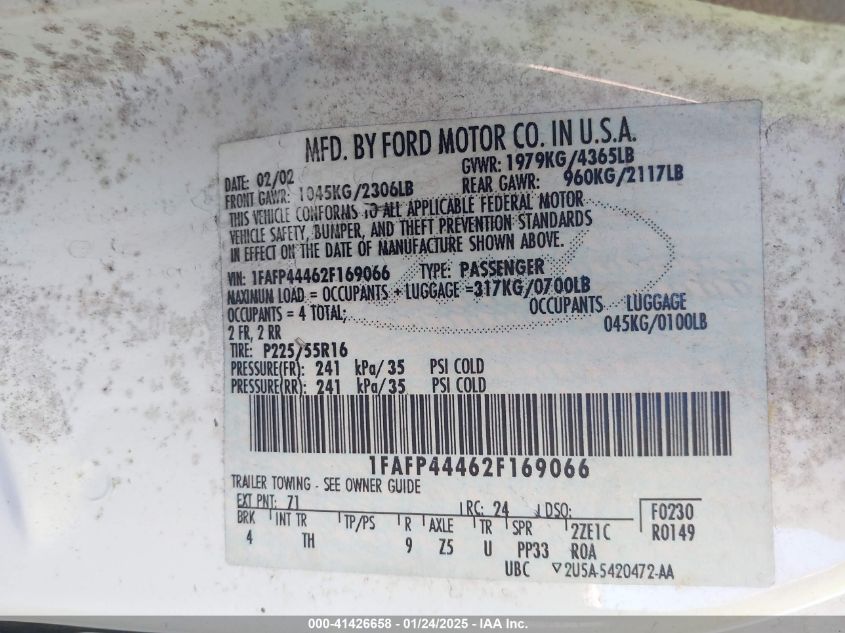 MFD. BY FORD MOTOR CO. IN U.S.A.
DATE: 02/02 GVWR: 1979KG/4365LB
FRONT GAWR: 1045KG/2306LB REAR GAWR: 960KG/2117LB
THIS VEHICLE CONFORMS TO ALL APPLICABLE FEDERAL MOTOR
VEHICLE SAFETY, BUMPER, AND THEFT PREVENTION STANDARDS
IN EFFECT ON THE DATE OF MANUFACTURE SHOWN ABOVE.
VIN: 1FAFP44462F169066 TYPE: PASSENGER
MAXIMUM LOAD = OCCUPANTS + LUGGAGE =317KG/0700LB
OCCUPANTS = 4 TOTAL; OCCUPANTS LUGGAGE
2 FR, 2 RR 045KG/0100LB
TIRE: P225/55R16
PRESSURE(FR): 241 kPa/35 PSI COLD
PRESSURE(RR): 241 kPa/35 PSI COLD
1FAFP44462F169066
TRAILER TOWING - SEE OWNER GUIDE
EXT PNT: 71 RC: 24 DSO: F0230
BRK INT TR TP/PS R AXLE TR SPR 2ZE1C R0149
4 TH 9 Z5 U PP33 ROA
UBC 2U5A-5420472-AA
000-41426658 - 01/24/2025 - IAA Inc.